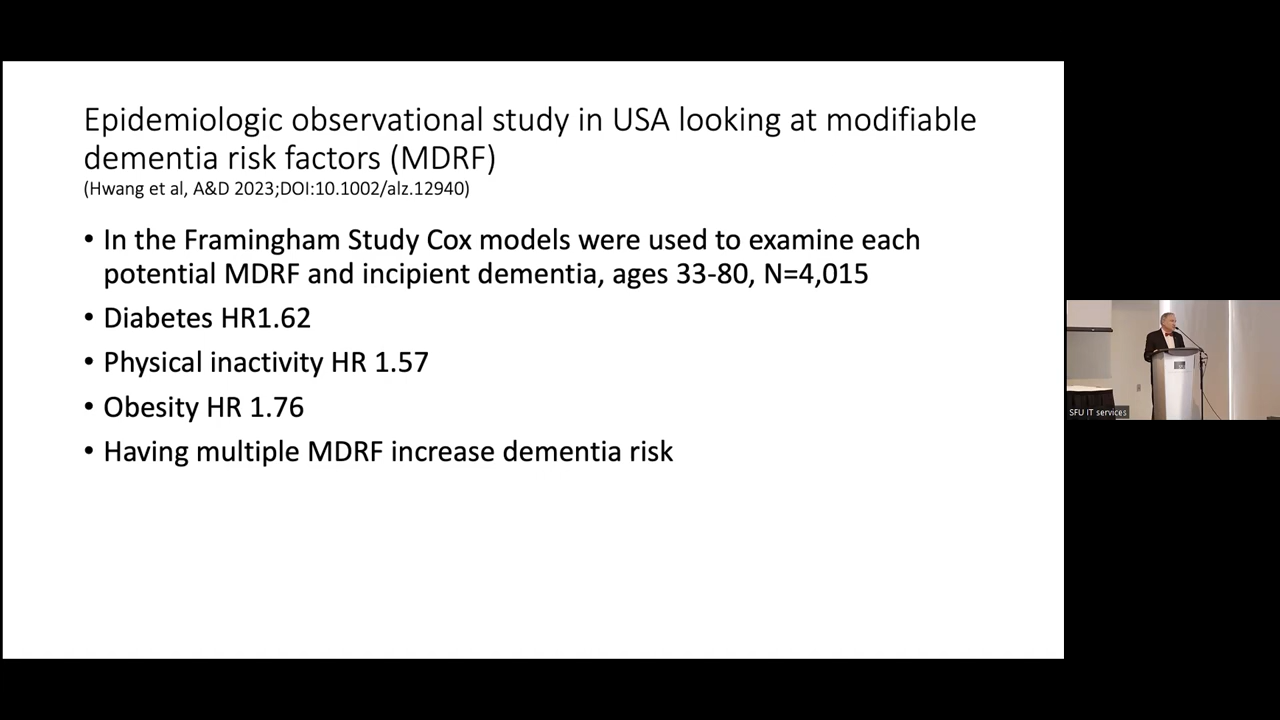 Epidemiologic observational study in USA looking at modifiable
dementia risk factors (MDRF)
(Hwang et al, A&D 2023;DOI:10.1002/alz.12940)
• In the Framingham Study Cox models were used to examine each
potential MDRF and incipient dementia, ages 33-80, N=4,015
• Diabetes HR1.62
• Physical inactivity HR 1.57
• Obesity HR 1.76
• Having multiple MDRF increase dementia risk
SFU IT services